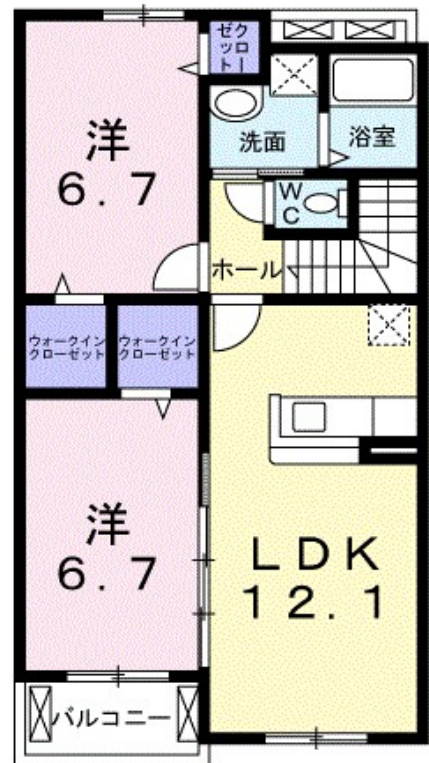 クロー
ゼット
洋
6.7
洗面
浴室
WC
ホール
ウォークイン
クローゼット
ウォークイン
クローゼット
洋
6.7
LDK
12.1
バルコニー